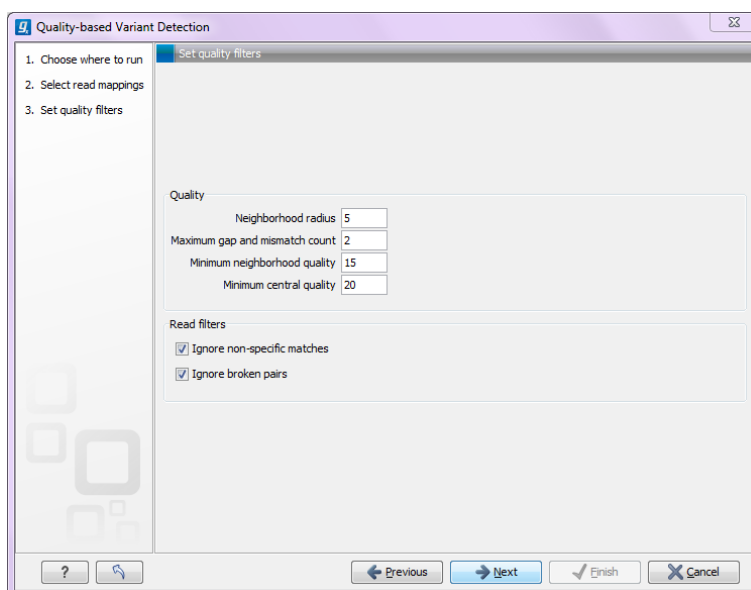 Quality-based Variant Detection
1. Choose where to run
2. Select read mappings
3. Set quality filters
Set quality filters
Quality
Neighborhood radius 5
Maximum gap and mismatch count 2
Minimum neighborhood quality 15
Minimum central quality 20
Read filters
Ignore non-specific matches
Ignore broken pairs
?
Previous
Next
Finish
Cancel